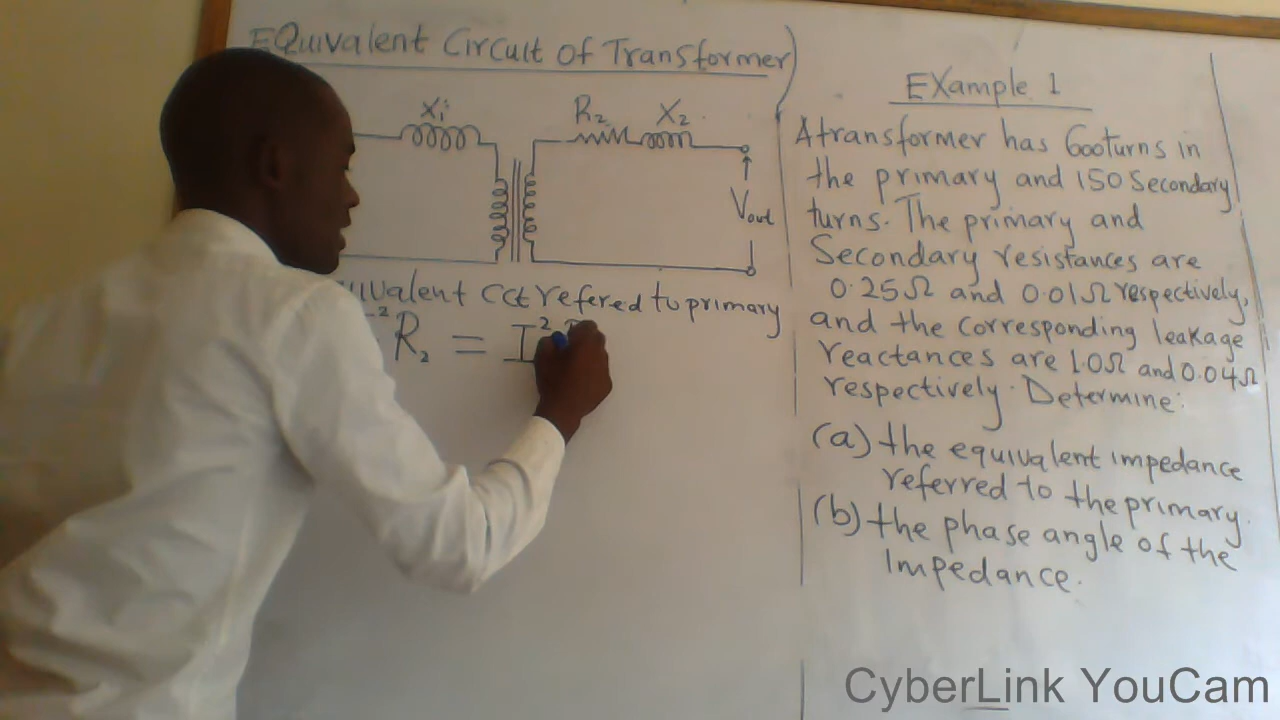 EQuivalent Circuit of Transformer
X₁
R₂ X₂
Vout
cct refered to primary
R₂ = I²
EXample 1
A transformer has 600 turns in
the primary and 150 Secondary
turns. The primary and
Secondary resistances are
0.25Ω and 0.01Ω respectively,
and the corresponding leakage
reactances are 1.0Ω and 0.04Ω
respectively. Determine:
(a) the equivalent impedance
referred to the primary.
(b) the phase angle of the
Impedance.
CyberLink YouCam